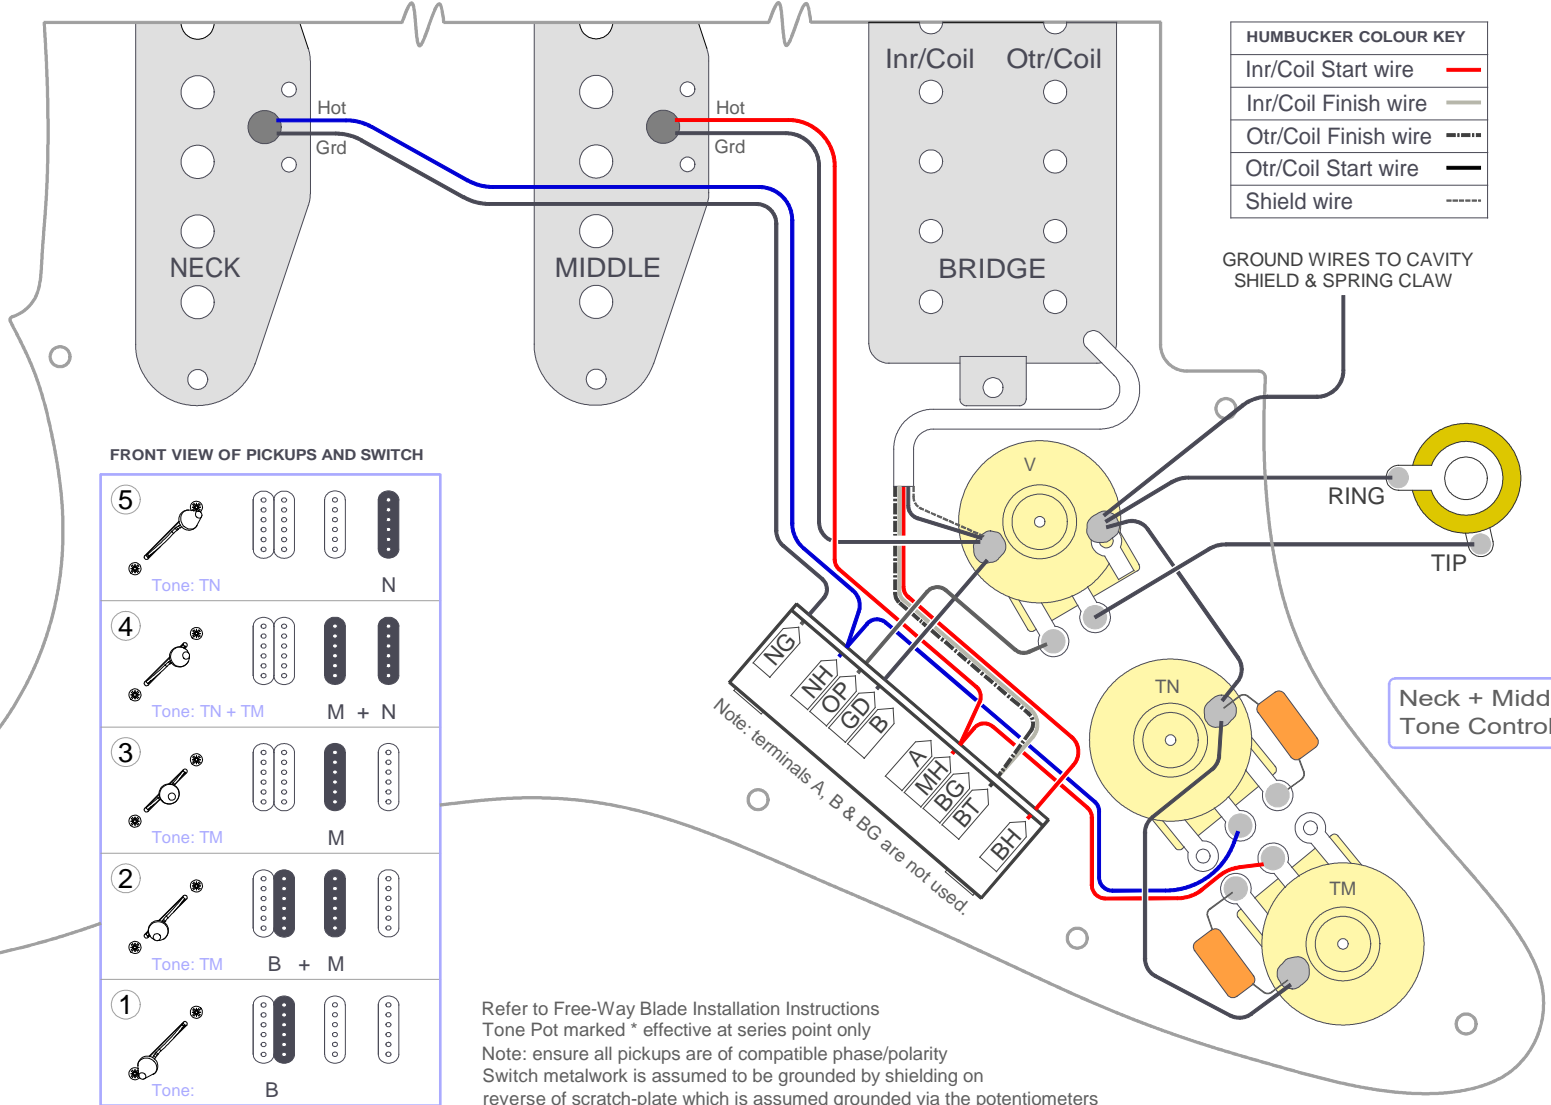 Inr/Coil Otr/Coil
HUMBUCKER COLOUR KEY
Inr/Coil Start wire
Inr/Coil Finish wire
Otr/Coil Finish wire
Otr/Coil Start wire
Shield wire
Hot
Grd
Hot
Grd
NECK
MIDDLE
BRIDGE
GROUND WIRES TO CAVITY
SHIELD & SPRING CLAW
FRONT VIEW OF PICKUPS AND SWITCH
5
Tone: TN
N
4
Tone: TN + TM
M + N
3
Tone: TM
M
2
Tone: TM
B + M
1
Tone:
B
V
RING
TIP
TN
TM
NG
NH
OP
GD
B
A
MH
BG
BT
BH
Note: terminals A, B & BG are not used.
Neck + Midd
Tone Control
Refer to Free-Way Blade Installation Instructions
Tone Pot marked * effective at series point only
Note: ensure all pickups are of compatible phase/polarity
Switch metalwork is assumed to be grounded by shielding on
reverse of scratch-plate which is assumed grounded via the potentiometers